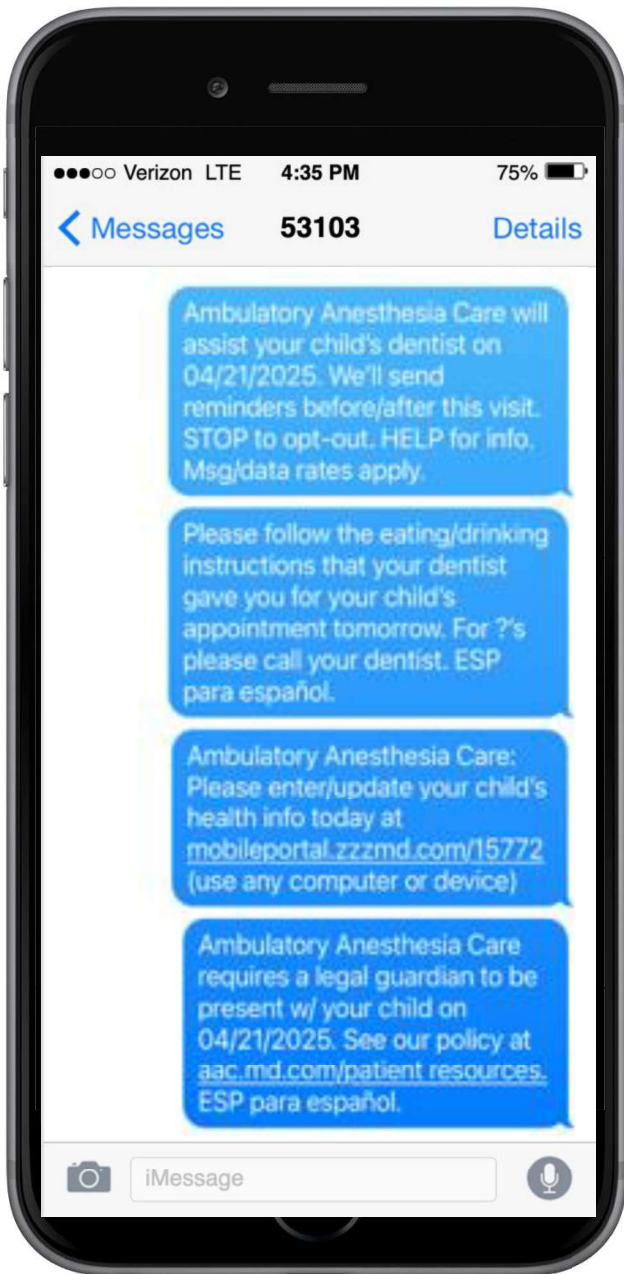 Verizon LTE 4:35 PM 75%
Messages 53103 Details
Ambulatory Anesthesia Care will
assist your child's dentist on
04/21/2025. We'll send
reminders before/after this visit.
STOP to opt-out. HELP for info.
Msg/data rates apply.
Please follow the eating/drinking
instructions that your dentist
gave you for your child's
appointment tomorrow. For ?'s
please call your dentist. ESP
para español.
Ambulatory Anesthesia Care:
Please enter/update your child's
health info today at
mobileportal.zzzmd.com/15772
(use any computer or device)
Ambulatory Anesthesia Care
requires a legal guardian to be
present w/ your child on
04/21/2025. See our policy at
aac.md.com/patient resources.
ESP para español.
iMessage